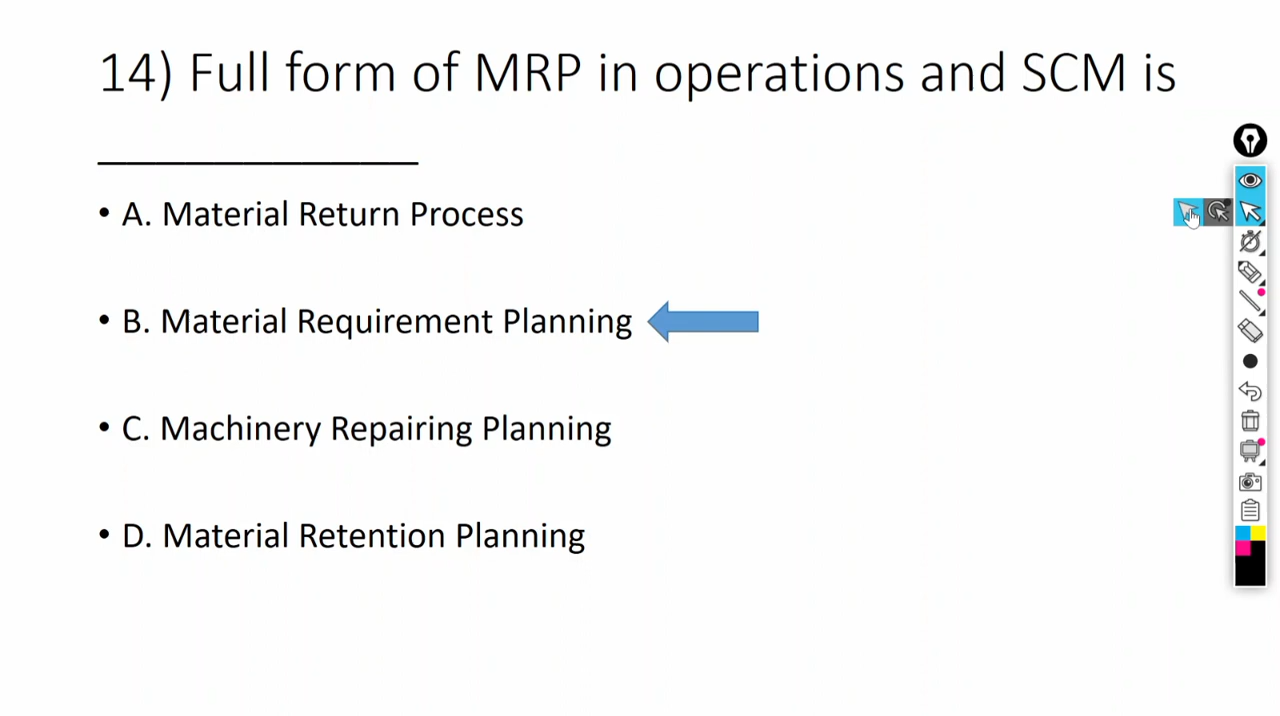 14) Full form of MRP in operations and SCM is
______________
• A. Material Return Process
• B. Material Requirement Planning
• C. Machinery Repairing Planning
• D. Material Retention Planning